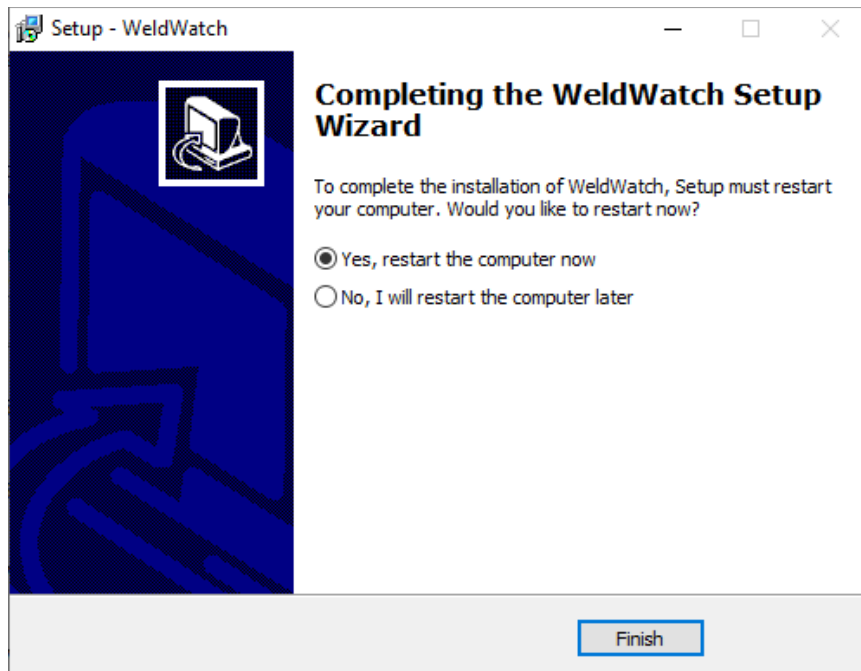 Setup - WeldWatch
Completing the WeldWatch Setup
Wizard
To complete the installation of WeldWatch, Setup must restart
your computer. Would you like to restart now?
Yes, restart the computer now
No, I will restart the computer later
Finish